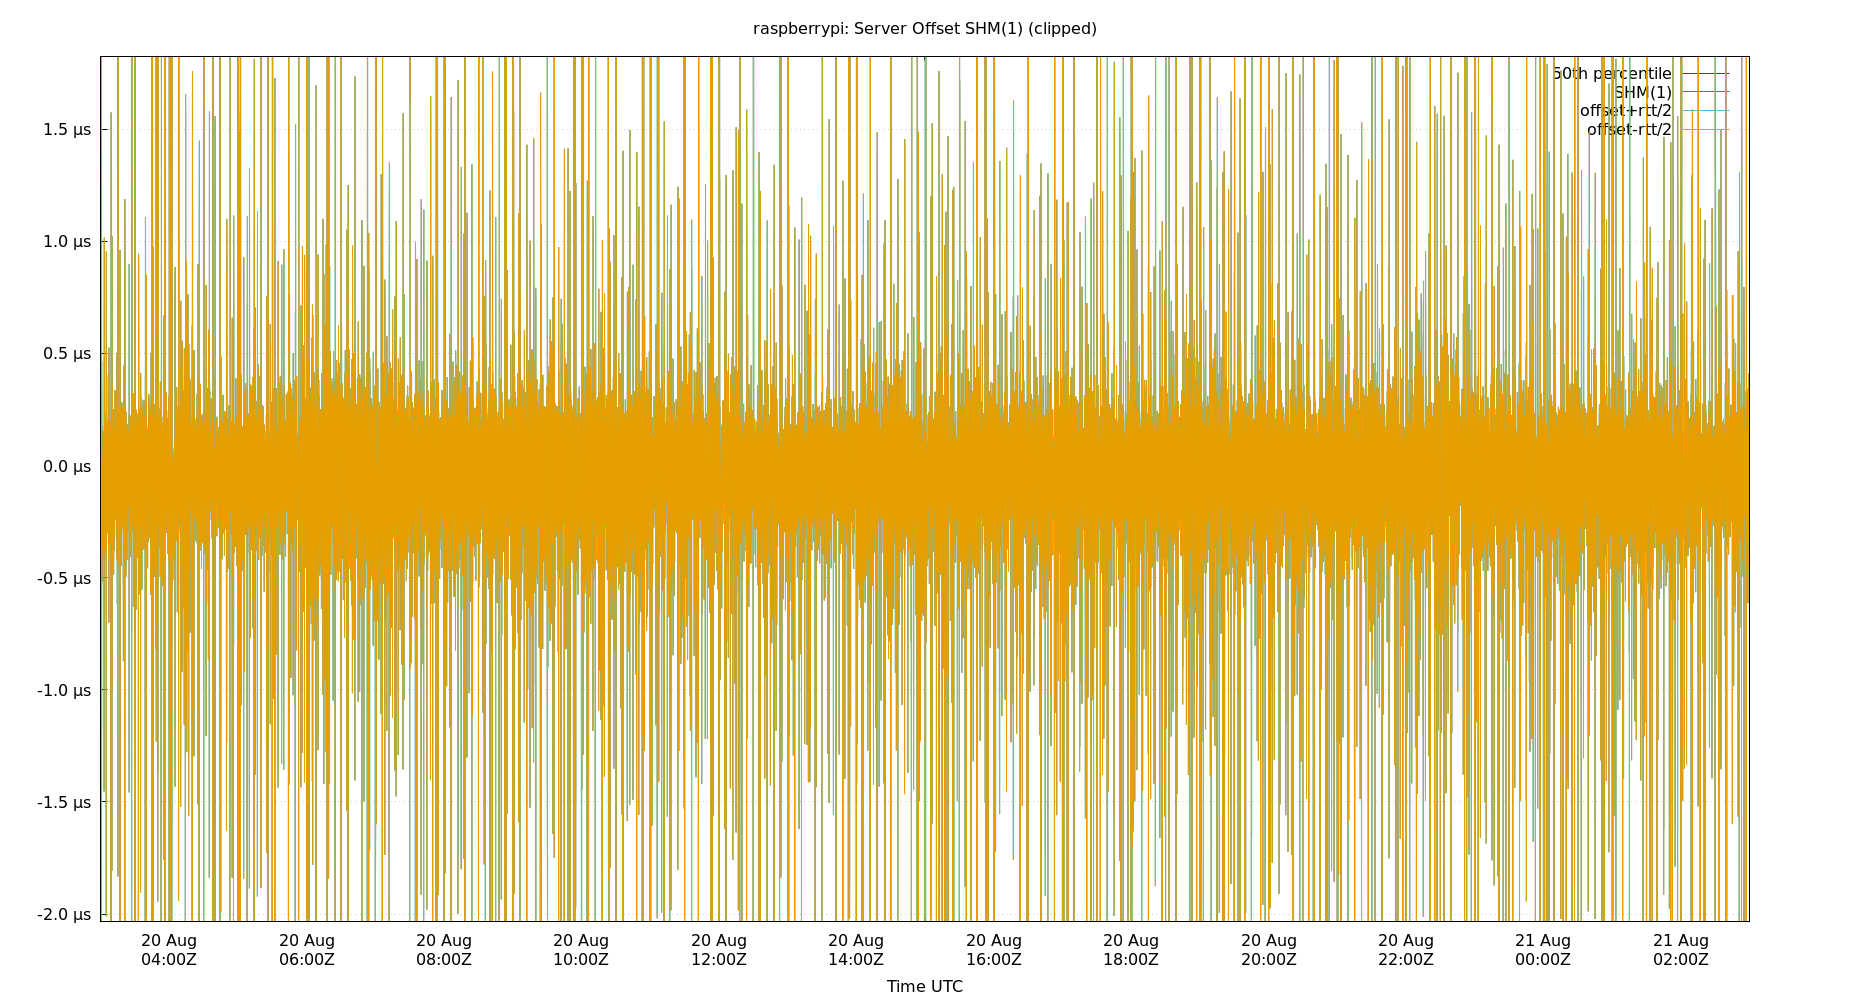 raspberrypi: Server Offset SHM(1) (clipped)
50th percentile
SHM(1)
offset+rtt/2
offset-rtt/2
1.5 µs
1.0 µs
0.5 µs
0.0 µs
-0.5 µs
-1.0 µs
-1.5 µs
-2.0 µs
20 Aug 20 Aug 20 Aug 20 Aug 20 Aug 20 Aug 20 Aug 20 Aug 20 Aug 20 Aug 21 Aug 21 Aug
04:00Z 06:00Z 08:00Z 10:00Z 12:00Z 14:00Z 16:00Z 18:00Z 20:00Z 22:00Z 00:00Z 02:00Z
Time UTC